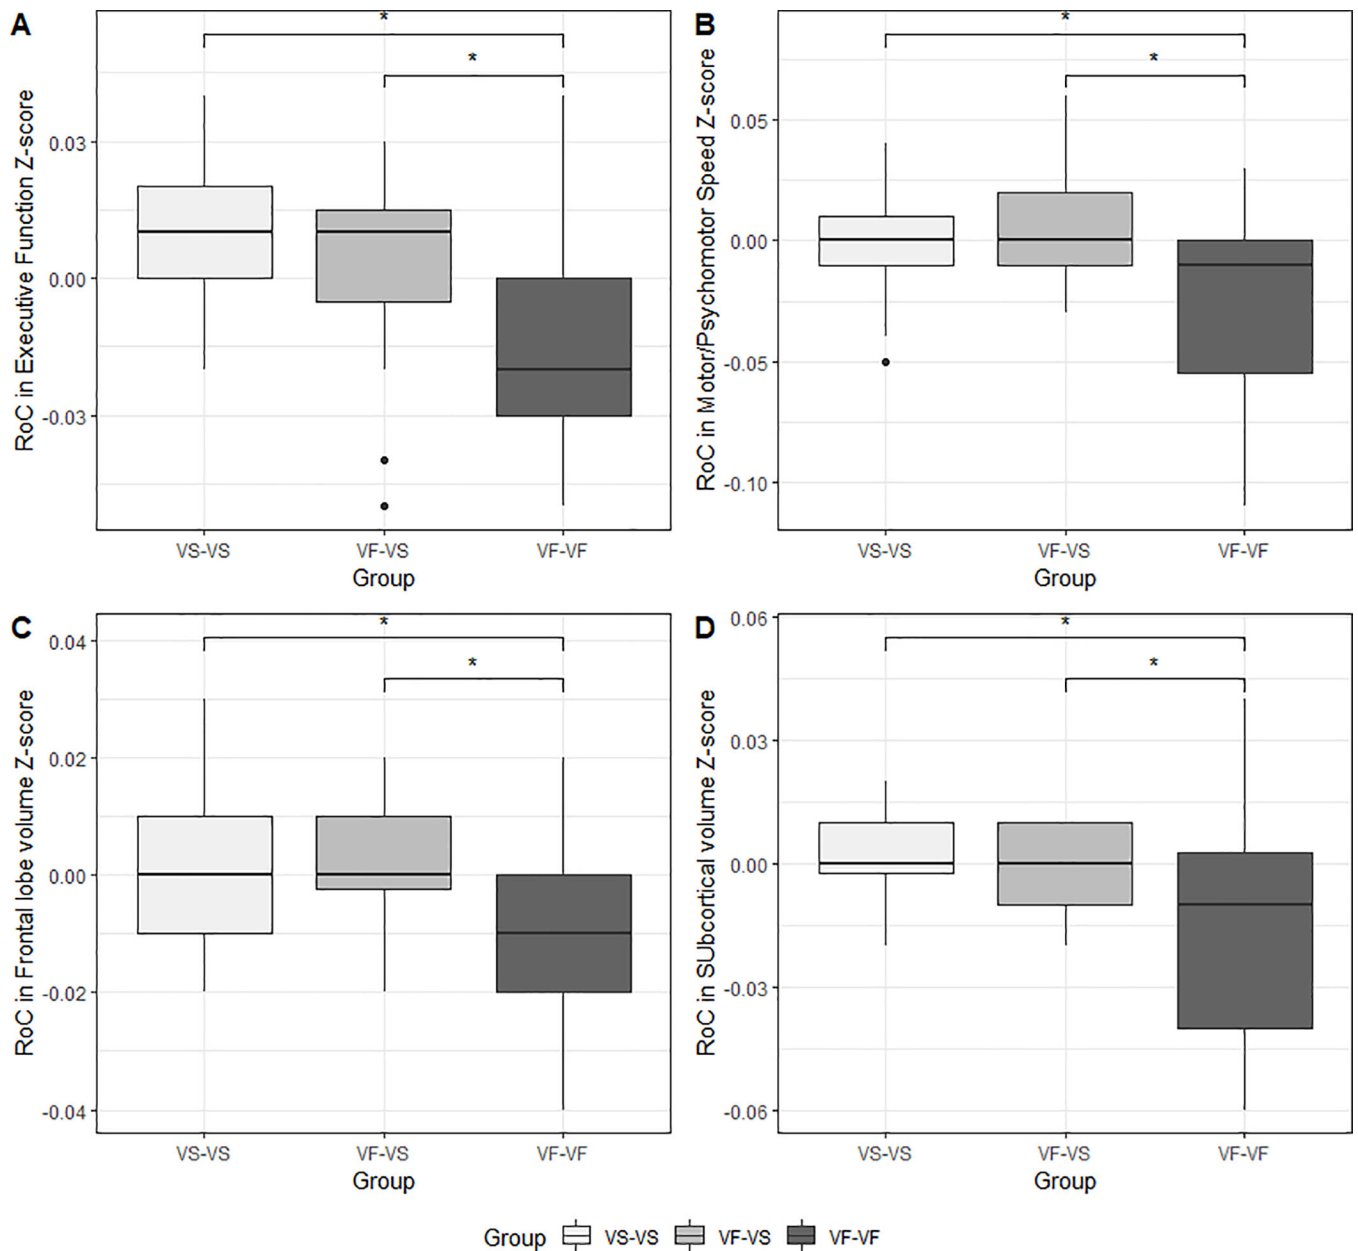 A
B
*
*
*
*
RoC in Executive Function Z-score
0.03
0.00
-0.03
VS-VS
VF-VS
VF-VF
Group
RoC in Motor/Psychomotor Speed Z-score
0.05
0.00
-0.05
-0.10
VS-VS
VF-VS
VF-VF
Group
C
D
*
*
*
*
RoC in Frontal lobe volume Z-score
0.04
0.02
0.00
-0.02
-0.04
VS-VS
VF-VS
VF-VF
Group
RoC in SUbcortical volume Z-score
0.06
0.03
0.00
-0.03
-0.06
VS-VS
VF-VS
VF-VF
Group
Group VS-VS VF-VS VF-VF